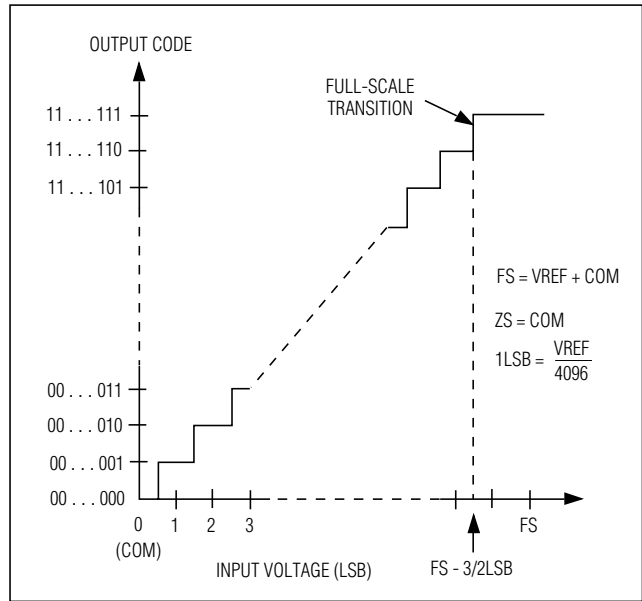 OUTPUT CODE
FULL-SCALE
TRANSITION
11 . . . 111
11 . . . 110
11 . . . 101
FS = VREF + COM
ZS = COM
1LSB = VREF
4096
00 . . . 011
00 . . . 010
00 . . . 001
00 . . . 000
0 1 2 3 FS
(COM)
INPUT VOLTAGE (LSB)
FS - 3/2LSB